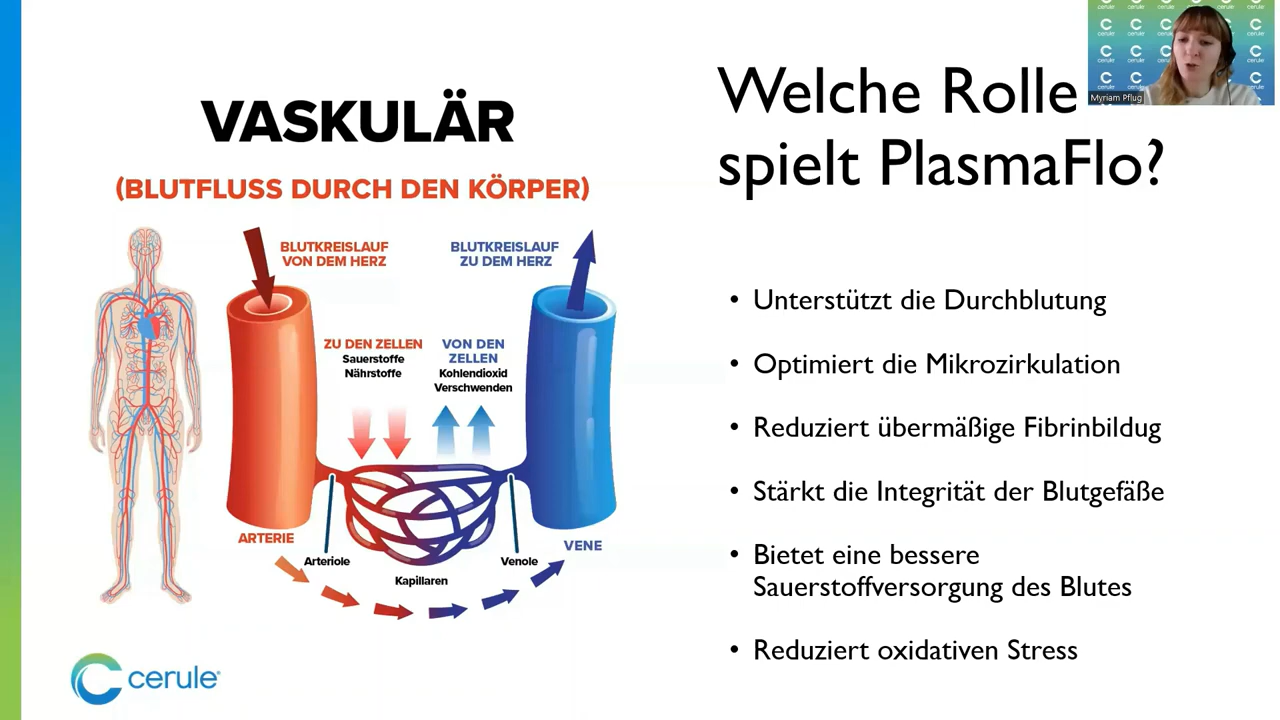 VASKULÄR
(BLUTFLUSS DURCH DEN KÖRPER)
BLUTKREISLAUF
VON DEM HERZ
BLUTKREISLAUF
ZU DEM HERZ
ZU DEN ZELLEN
Sauerstoffe
Nährstoffe
VON DEN
ZELLEN
Kohlendioxid
Verschwenden
ARTERIE
Arteriole
Kapillaren
Venole
VENE
cerule®
Welche Rolle
spielt PlasmaFlo?
• Unterstützt die Durchblutung
• Optimiert die Mikrozirkulation
• Reduziert übermäßige Fibrinbildug
• Stärkt die Integrität der Blutgefäße
• Bietet eine bessere
Sauerstoffversorgung des Blutes
• Reduziert oxidativen Stress
Myriam Pflug
cerule